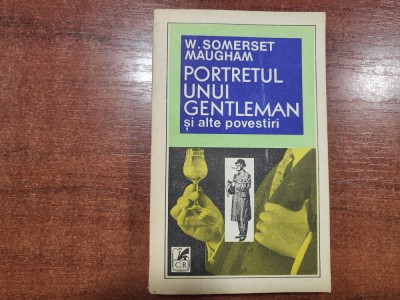 W. SOMERSET
MAUGHAM
PORTRETUL
UNUI
GENTLEMAN
și alte povestiri
CR